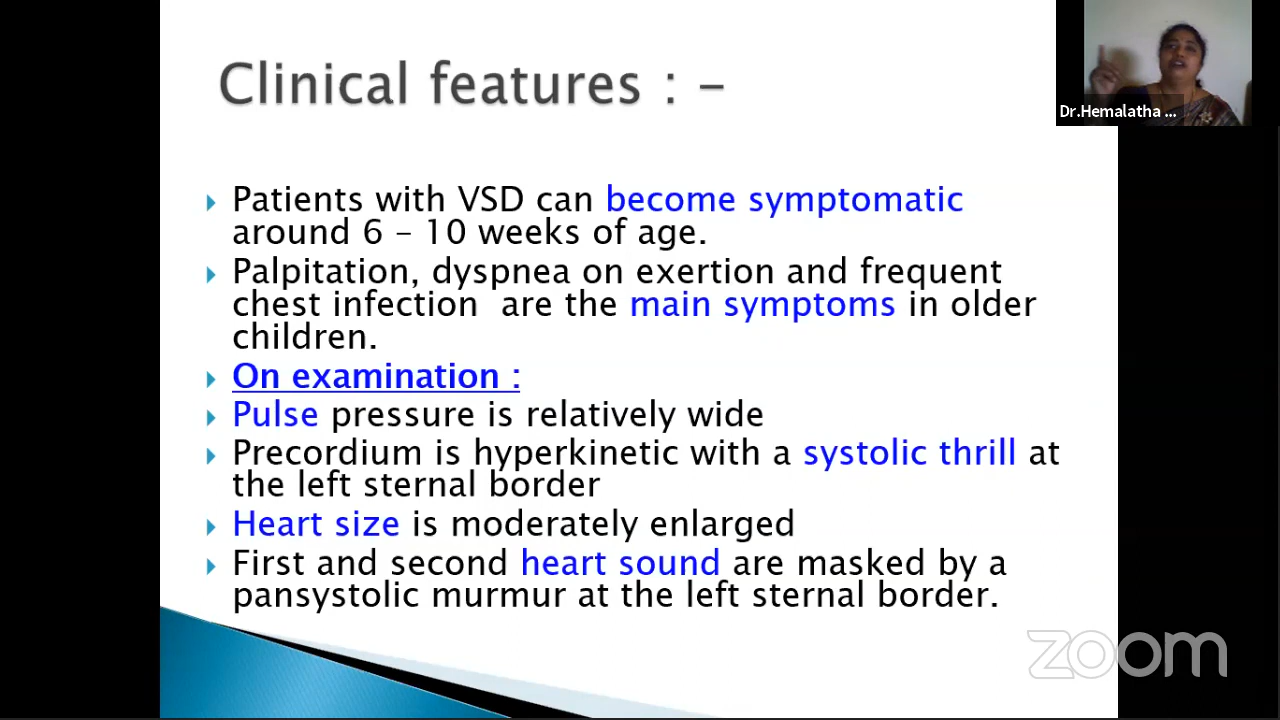 Clinical features : –
Dr.Hemalatha ...
Patients with VSD can become symptomatic
around 6 – 10 weeks of age.
Palpitation, dyspnea on exertion and frequent
chest infection  are the main symptoms in older
children.
On examination :
Pulse pressure is relatively wide
Precordium is hyperkinetic with a systolic thrill at
the left sternal border
Heart size is moderately enlarged
First and second heart sound are masked by a
pansystolic murmur at the left sternal border.
zoom